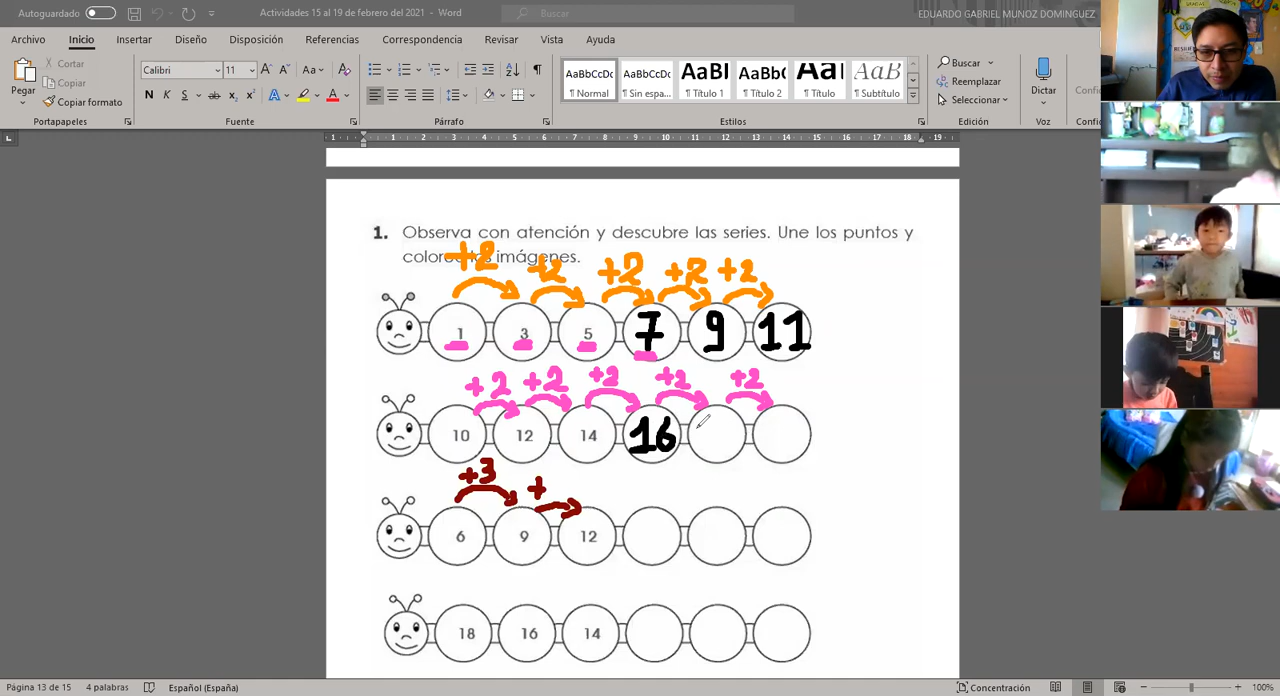 Autoguardado
Actividades 15 al 19 de febrero del 2021 - Word
Buscar
EDUARDO GABRIEL MUNOZ DOMINGUEZ
Archivo Inicio Insertar Diseño Disposición Referencias Correspondencia Revisar Vista Ayuda
Pegar
Cortar
Copiar
Copiar formato
Portapapeles
Calibri 11
Fuente
Párrafo
AaBbCcDc AaBbCcDc AaBl AaBb( AaI AaB
¶ Normal ¶ Sin espa... ¶ Título 1 ¶ Título 2 ¶ Título ¶ Subtítulo
Estilos
Buscar
Reemplazar
Seleccionar
Edición
Dictar
Voz
Confi
1. Observa con atención y descubre las series. Une los puntos y
colorea las imágenes.
+2 +2 +2 +2 +2
1 3 5 7 9 11
+2 +2 +2 +2 +2
10 12 14 16
+3 +
6 9 12
18 16 14
Página 13 de 15 4 palabras Español (España) Concentración 100%